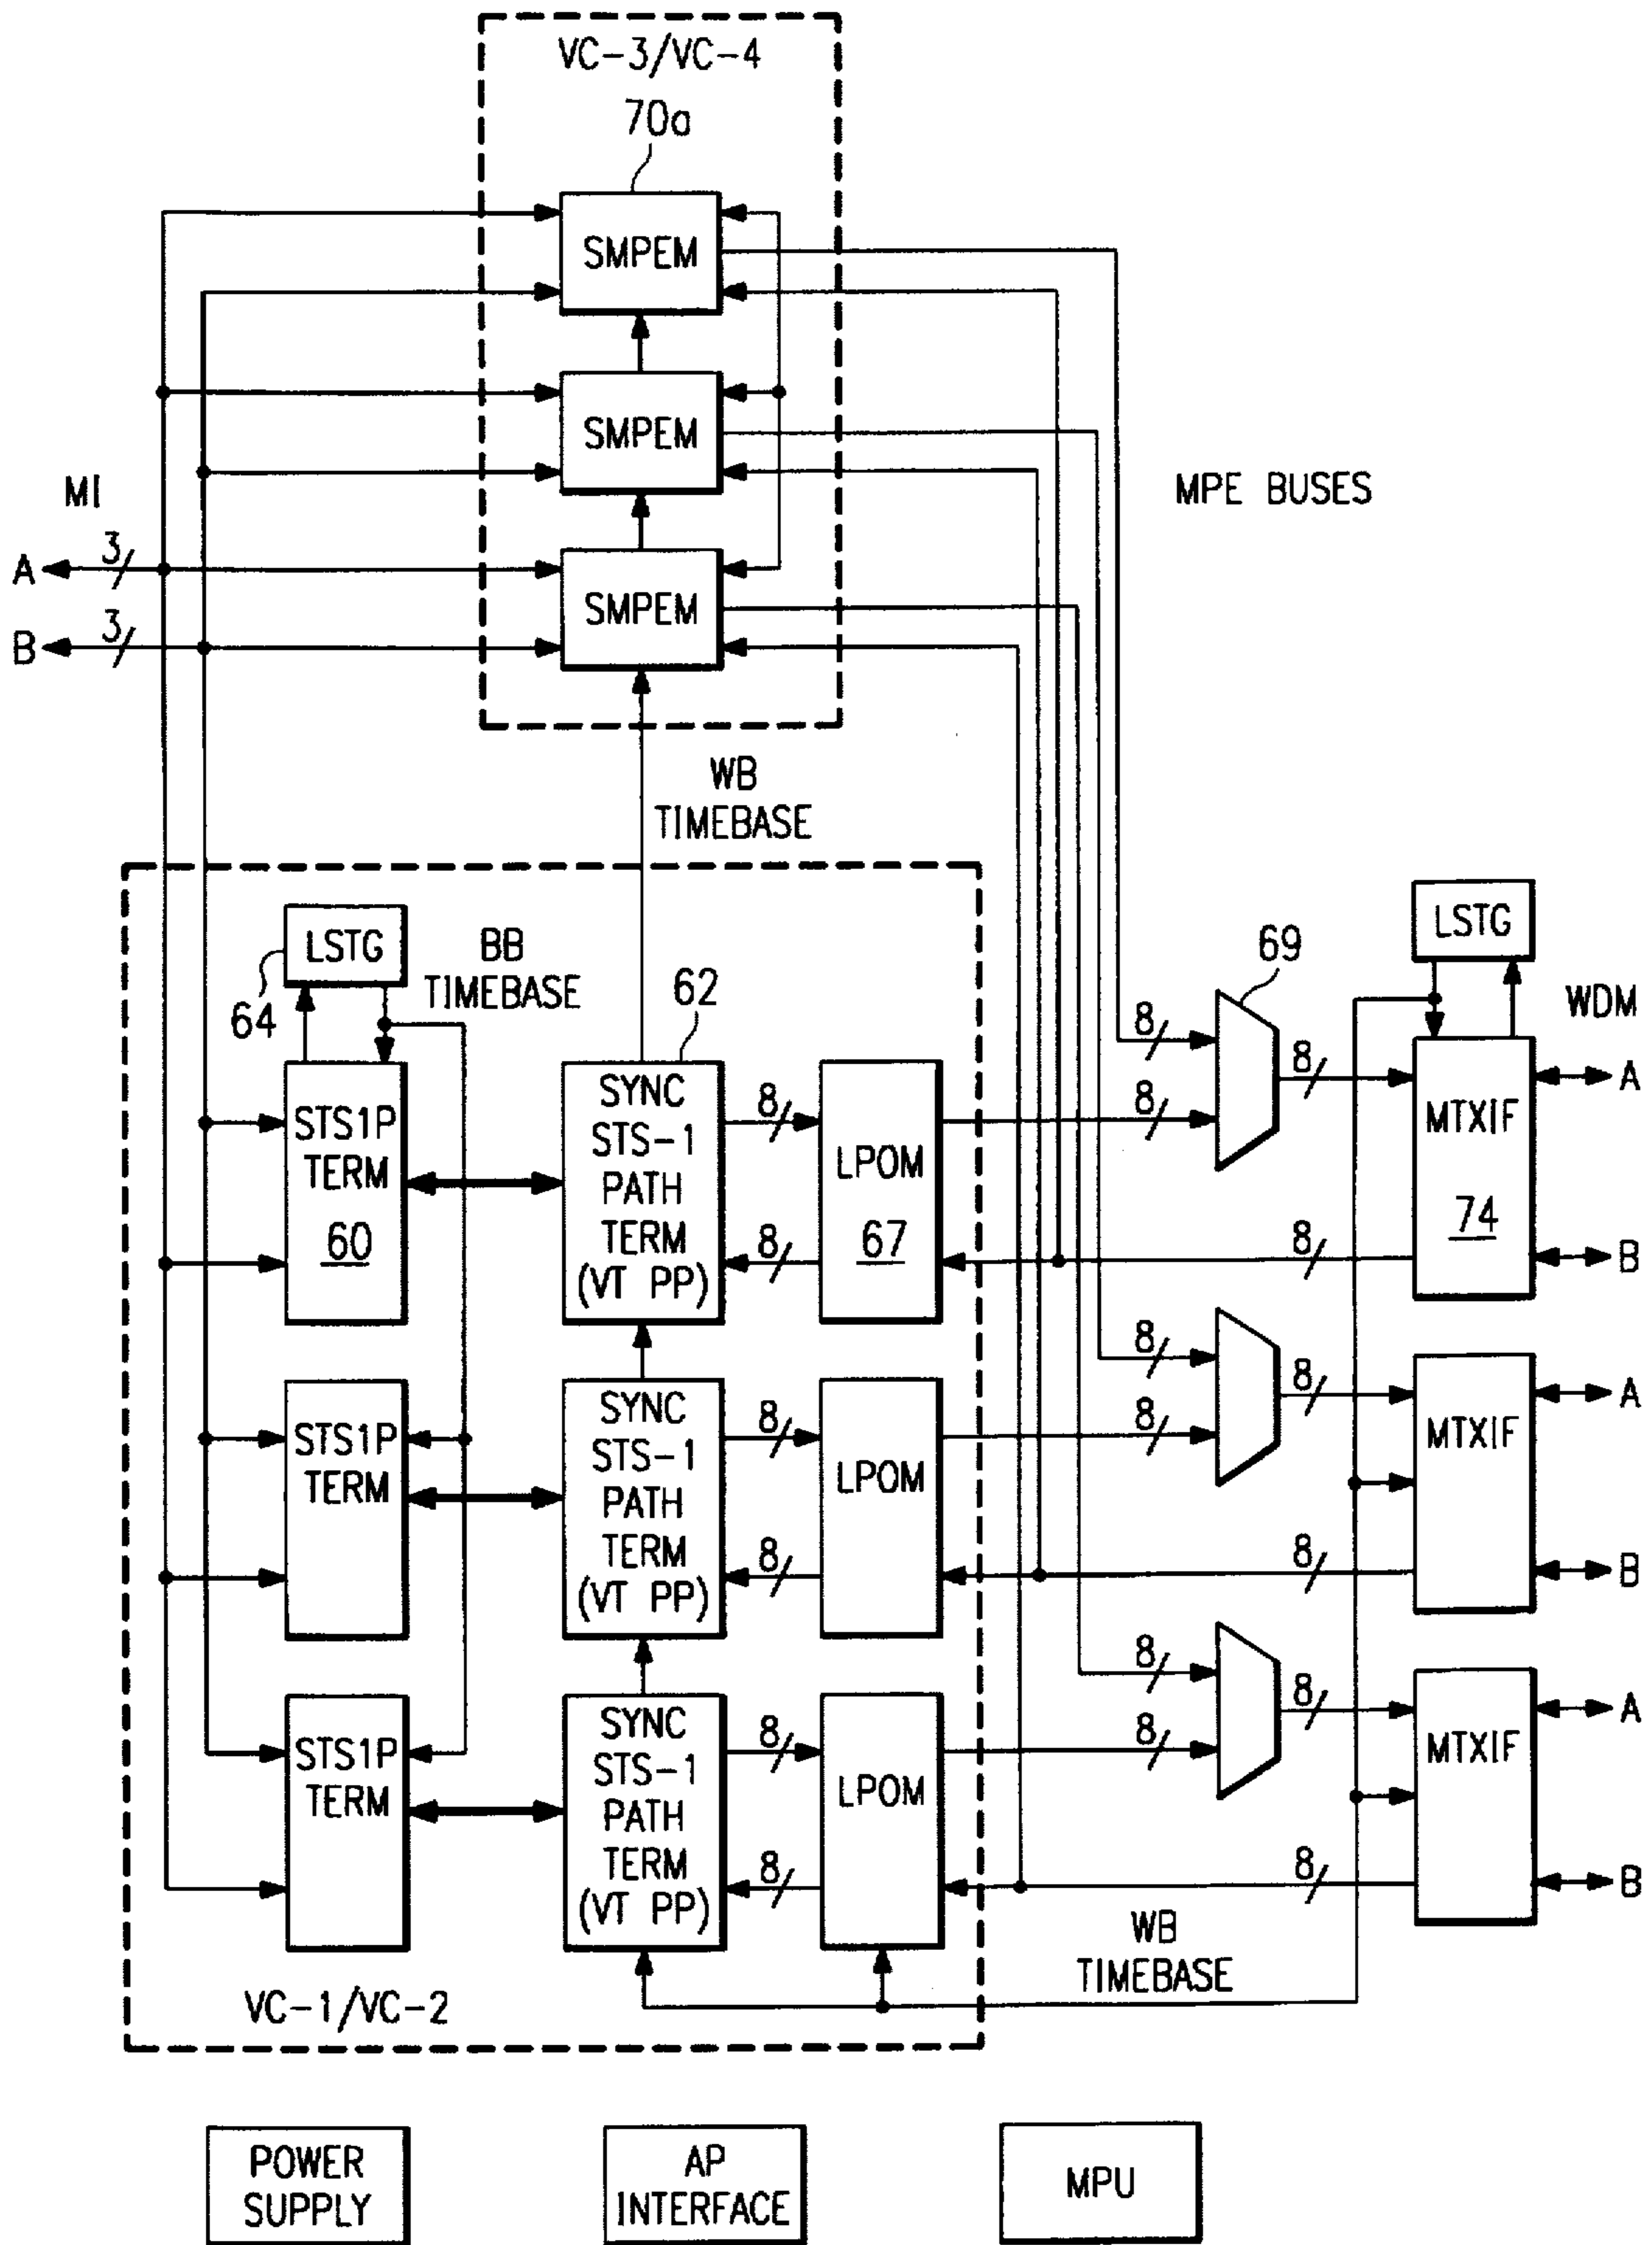 VC-3/VC-4
70a
SMPEM
SMPEM
SMPEM
MI
A
3
B
3
MPE BUSES
WB
TIMEBASE
LSTG
64
BB
TIMEBASE
62
69
LSTG
WDM
STS1P
TERM
60
SYNC
STS-1
PATH
TERM
(VT PP)
8
8
LPOM
67
8
8
8
MTXIF
74
8
A
B
STS1P
TERM
SYNC
STS-1
PATH
TERM
(VT PP)
8
8
LPOM
8
8
8
MTXIF
8
A
B
STS1P
TERM
SYNC
STS-1
PATH
TERM
(VT PP)
8
8
LPOM
8
8
8
MTXIF
8
A
B
WB
TIMEBASE
VC-1/VC-2
POWER
SUPPLY
AP
INTERFACE
MPU